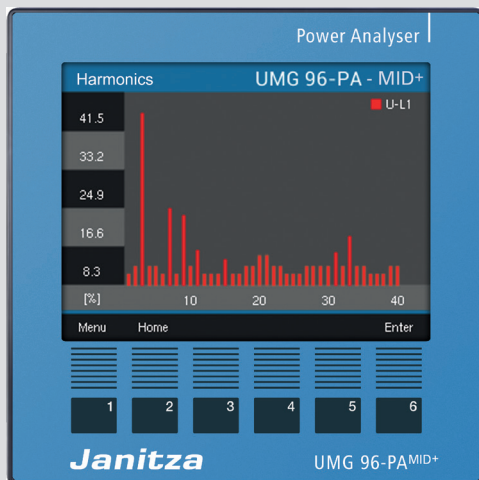 Power Analyser
Harmonics UMG 96-PA - MID+
U-L1
41.5
33.2
24.9
16.6
8.3
[%] 10 20 30 40
Menu Home Enter
1 2 3 4 5 6
Janitza UMG 96-PAMID+